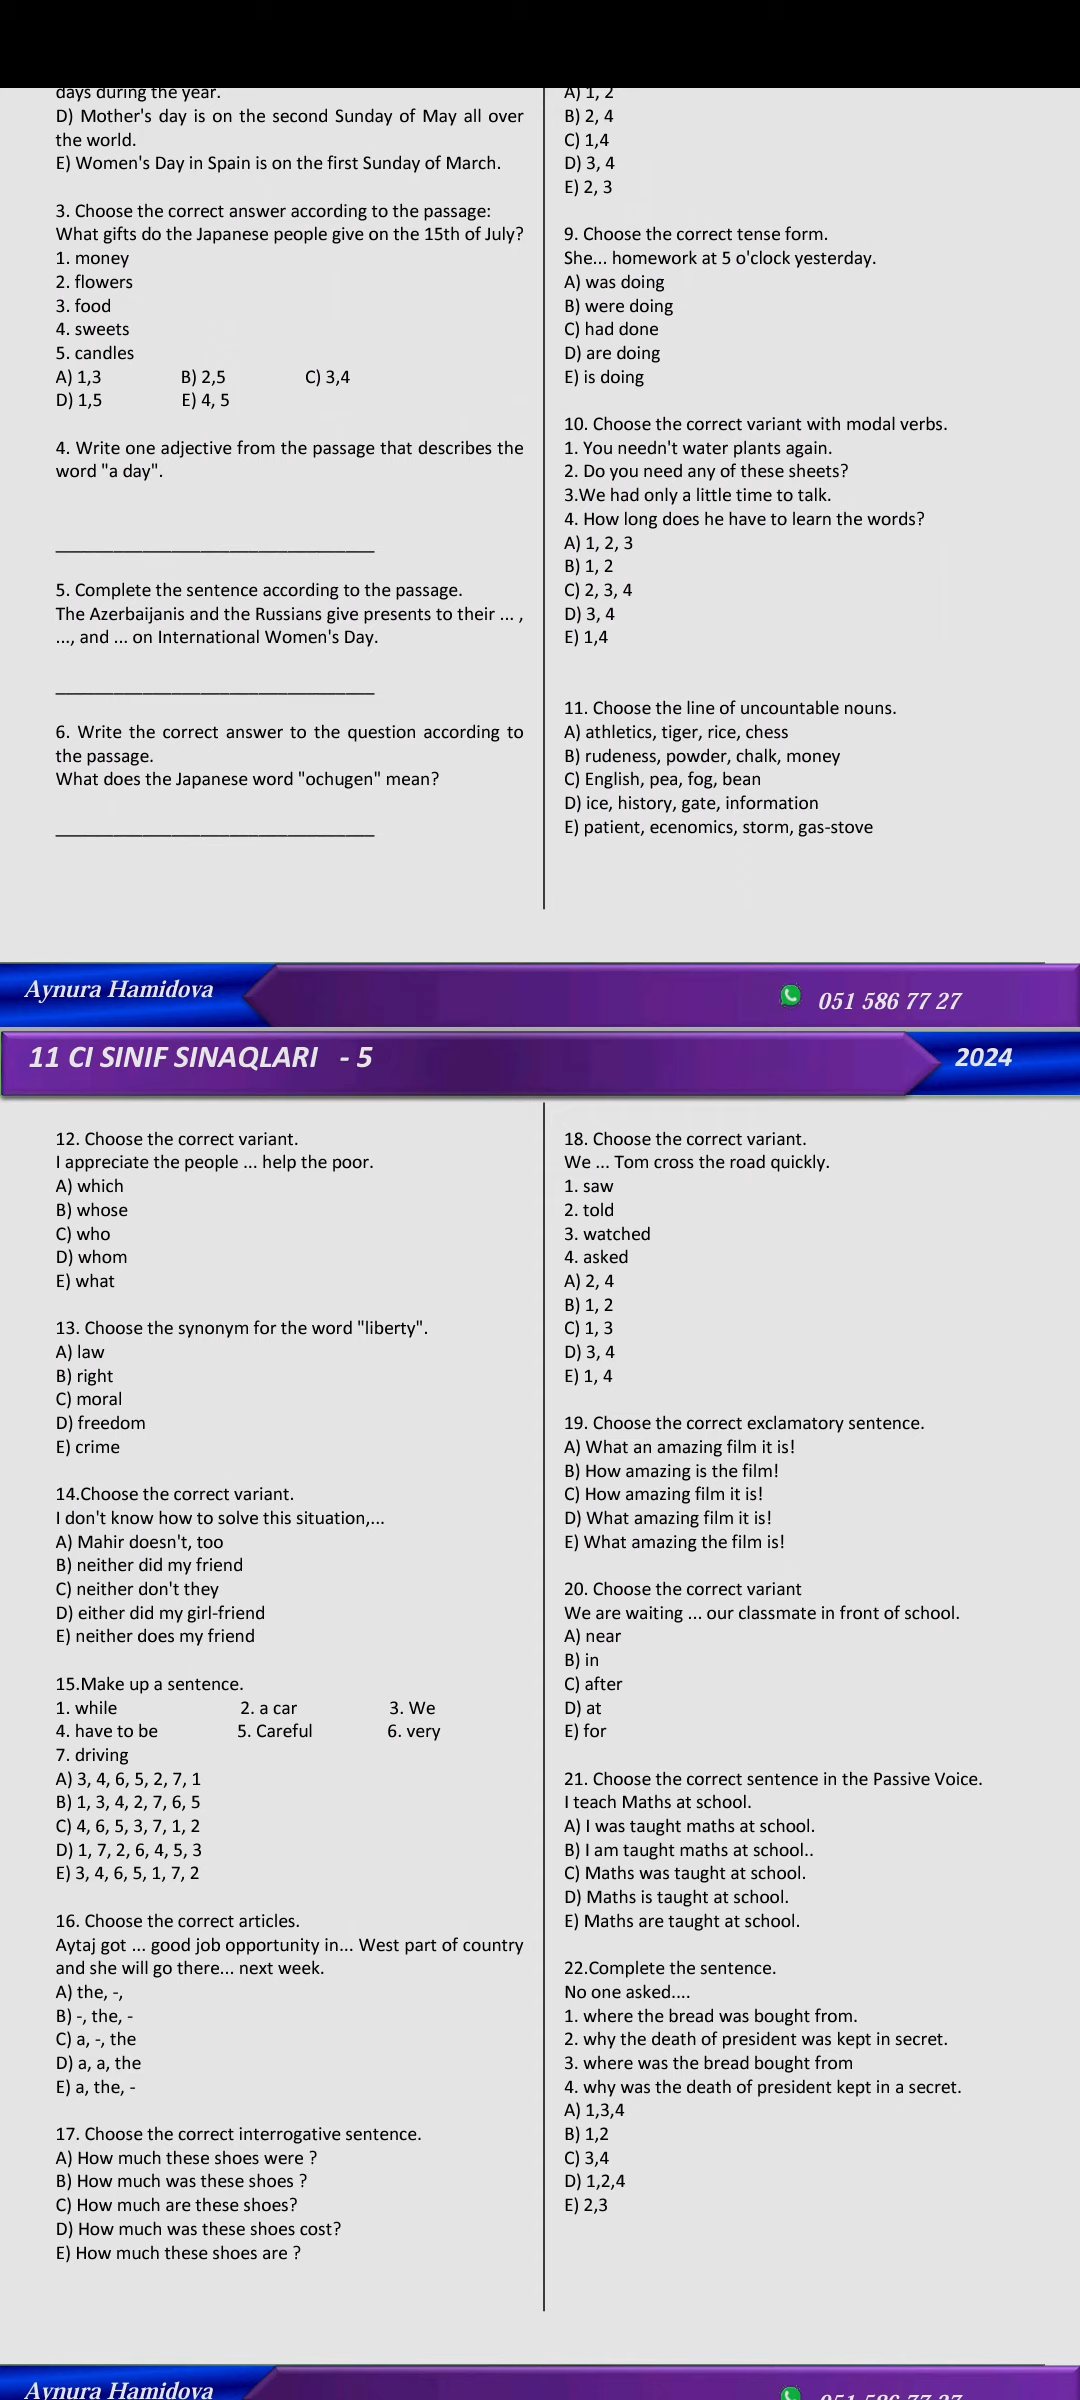 days during the year.
D) Mother's day is on the second Sunday of May all over
the world.
E) Women's Day in Spain is on the first Sunday of March.
3. Choose the correct answer according to the passage:
What gifts do the Japanese people give on the 15th of July?
1. money
2. flowers
3. food
4. sweets
5. candles
A) 1,3 B) 2,5 C) 3,4
D) 1,5 E) 4, 5
4. Write one adjective from the passage that describes the
word "a day".
5. Complete the sentence according to the passage.
The Azerbaijanis and the Russians give presents to their ... ,
..., and ... on International Women's Day.
6. Write the correct answer to the question according to
the passage.
What does the Japanese word "ochugen" mean?
A) 1, 2
B) 2, 4
C) 1,4
D) 3, 4
E) 2, 3
9. Choose the correct tense form.
She... homework at 5 o'clock yesterday.
A) was doing
B) were doing
C) had done
D) are doing
E) is doing
10. Choose the correct variant with modal verbs.
1. You needn't water plants again.
2. Do you need any of these sheets?
3.We had only a little time to talk.
4. How long does he have to learn the words?
A) 1, 2, 3
B) 1, 2
C) 2, 3, 4
D) 3, 4
E) 1,4
11. Choose the line of uncountable nouns.
A) athletics, tiger, rice, chess
B) rudeness, powder, chalk, money
C) English, pea, fog, bean
D) ice, history, gate, information
E) patient, ecenomics, storm, gas-stove
Aynura Hamidova
051 586 77 27
11 CI SINIF SINAQLARI - 5
2024
12. Choose the correct variant.
I appreciate the people ... help the poor.
A) which
B) whose
C) who
D) whom
E) what
13. Choose the synonym for the word "liberty".
A) law
B) right
C) moral
D) freedom
E) crime
14.Choose the correct variant.
I don't know how to solve this situation,...
A) Mahir doesn't, too
B) neither did my friend
C) neither don't they
D) either did my girl-friend
E) neither does my friend
15.Make up a sentence.
1. while 2. a car 3. We
4. have to be 5. Careful 6. very
7. driving
A) 3, 4, 6, 5, 2, 7, 1
B) 1, 3, 4, 2, 7, 6, 5
C) 4, 6, 5, 3, 7, 1, 2
D) 1, 7, 2, 6, 4, 5, 3
E) 3, 4, 6, 5, 1, 7, 2
16. Choose the correct articles.
Aytaj got ... good job opportunity in... West part of country
and she will go there... next week.
A) the, -,
B) -, the, -
C) a, -, the
D) a, a, the
E) a, the, -
17. Choose the correct interrogative sentence.
A) How much these shoes were ?
B) How much was these shoes ?
C) How much are these shoes?
D) How much was these shoes cost?
E) How much these shoes are ?
18. Choose the correct variant.
We ... Tom cross the road quickly.
1. saw
2. told
3. watched
4. asked
A) 2, 4
B) 1, 2
C) 1, 3
D) 3, 4
E) 1, 4
19. Choose the correct exclamatory sentence.
A) What an amazing film it is!
B) How amazing is the film!
C) How amazing film it is!
D) What amazing film it is!
E) What amazing the film is!
20. Choose the correct variant
We are waiting ... our classmate in front of school.
A) near
B) in
C) after
D) at
E) for
21. Choose the correct sentence in the Passive Voice.
I teach Maths at school.
A) I was taught maths at school.
B) I am taught maths at school..
C) Maths was taught at school.
D) Maths is taught at school.
E) Maths are taught at school.
22.Complete the sentence.
No one asked....
1. where the bread was bought from.
2. why the death of president was kept in secret.
3. where was the bread bought from
4. why was the death of president kept in a secret.
A) 1,3,4
B) 1,2
C) 3,4
D) 1,2,4
E) 2,3
Aynura Hamidova
051 586 77 27